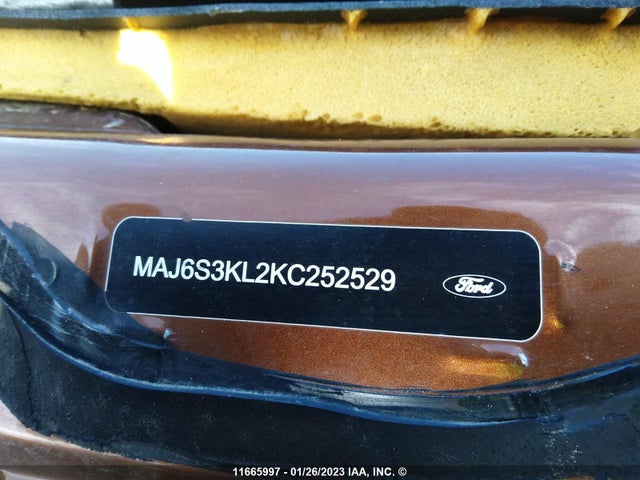 MAJ6S3KL2KC252529
Ford
11665997 - 01/26/2023 IAA, INC. ©